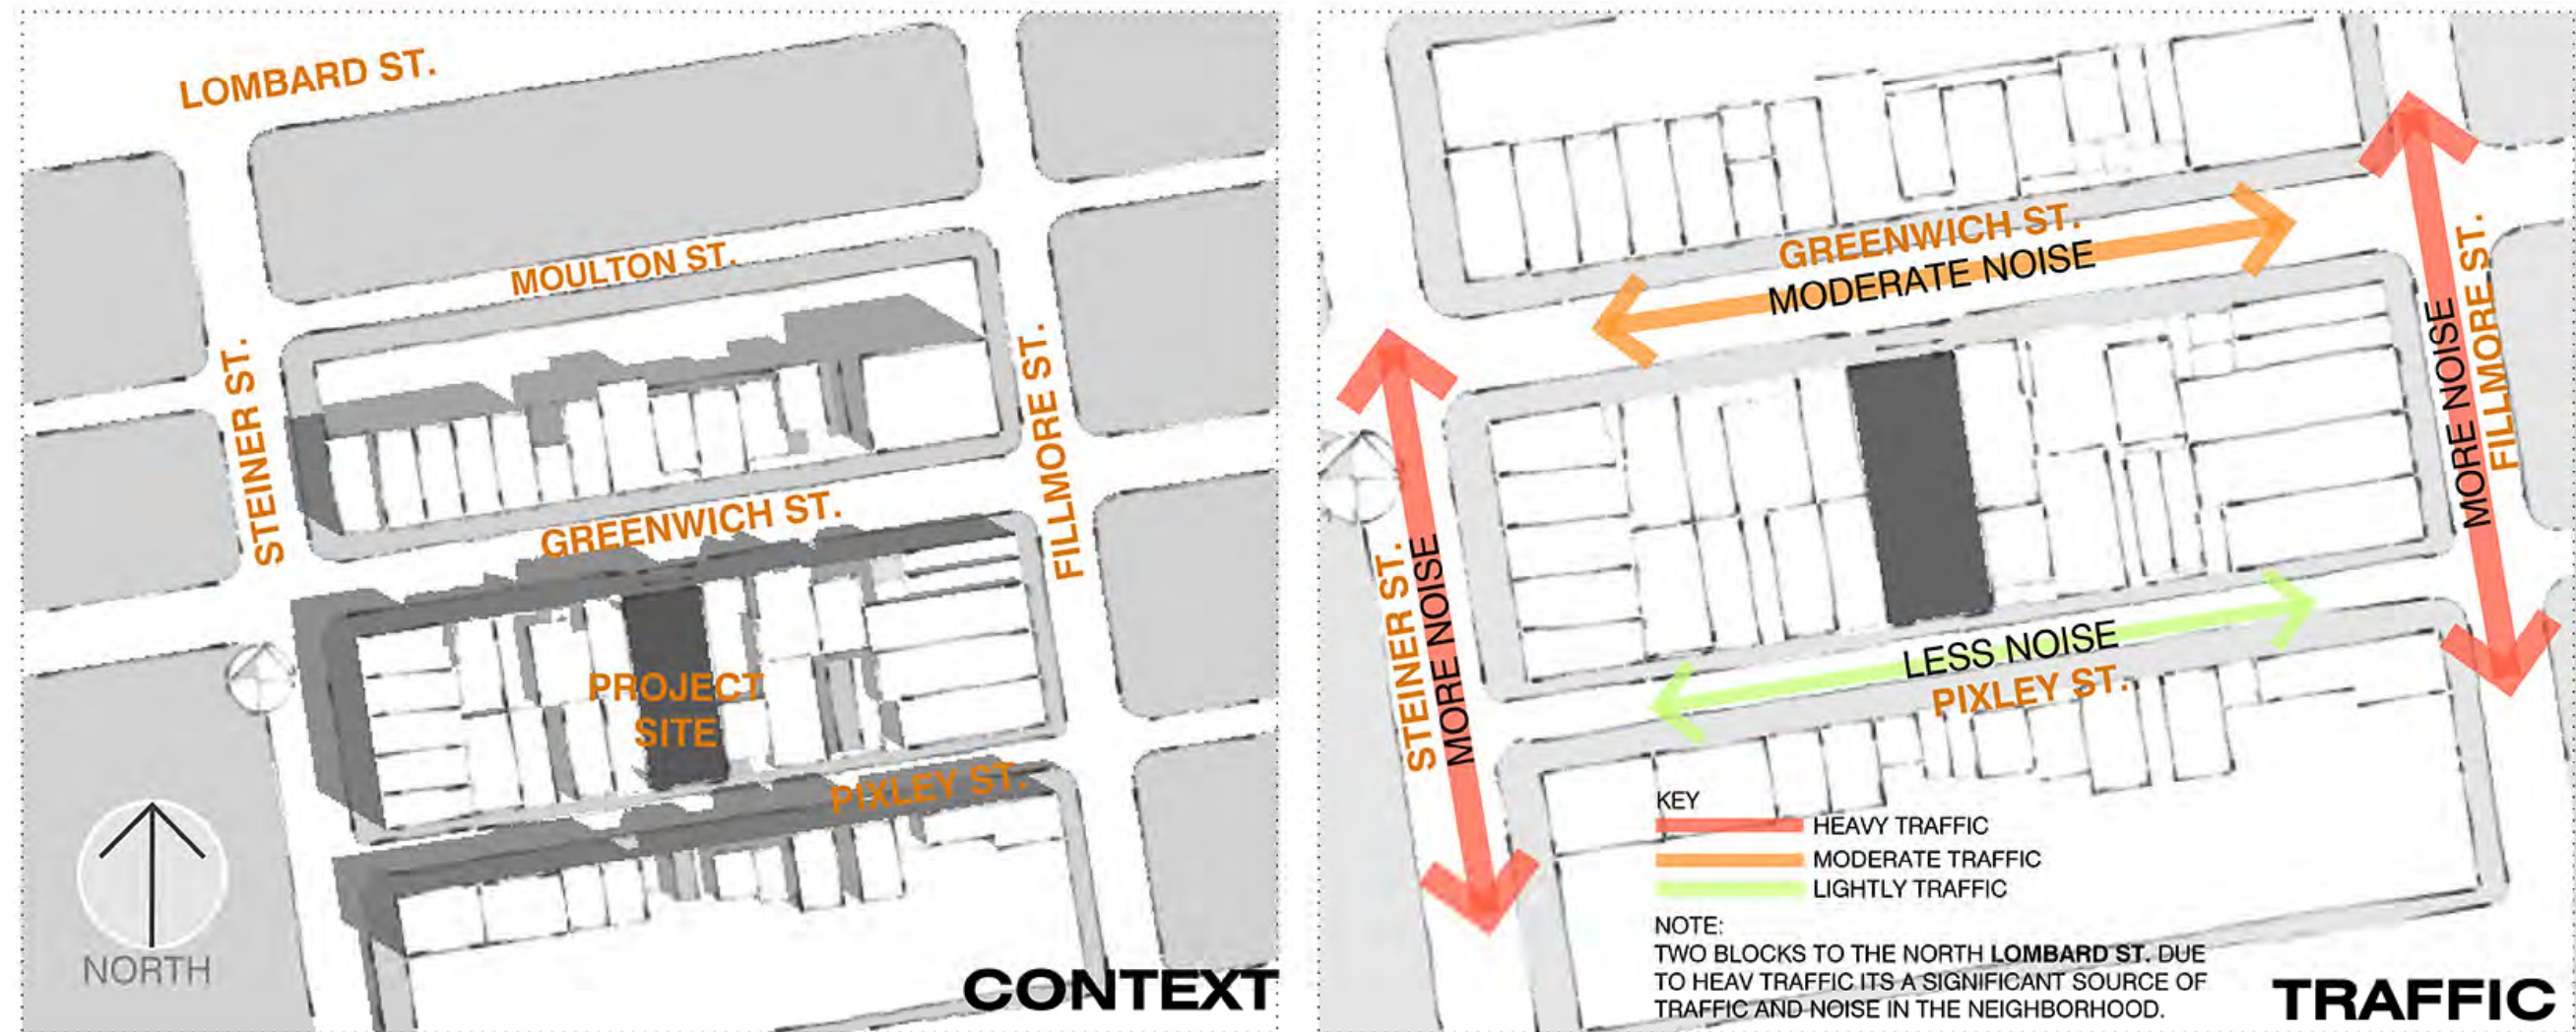 LOMBARD ST.
MOULTON ST.
STEINER ST.
FILLMORE ST.
GREENWICH ST.
PROJECT
SITE
PIXLEY ST.
NORTH
CONTEXT
GREENWICH ST.
MODERATE NOISE
MORE NOISE
FILLMORE ST.
STEINER ST.
MORE NOISE
LESS NOISE
PIXLEY ST.
KEY
HEAVY TRAFFIC
MODERATE TRAFFIC
LIGHTLY TRAFFIC
NOTE:
TWO BLOCKS TO THE NORTH LOMBARD ST. DUE
TO HEAV TRAFFIC ITS A SIGNIFICANT SOURCE OF
TRAFFIC AND NOISE IN THE NEIGHBORHOOD.
TRAFFIC